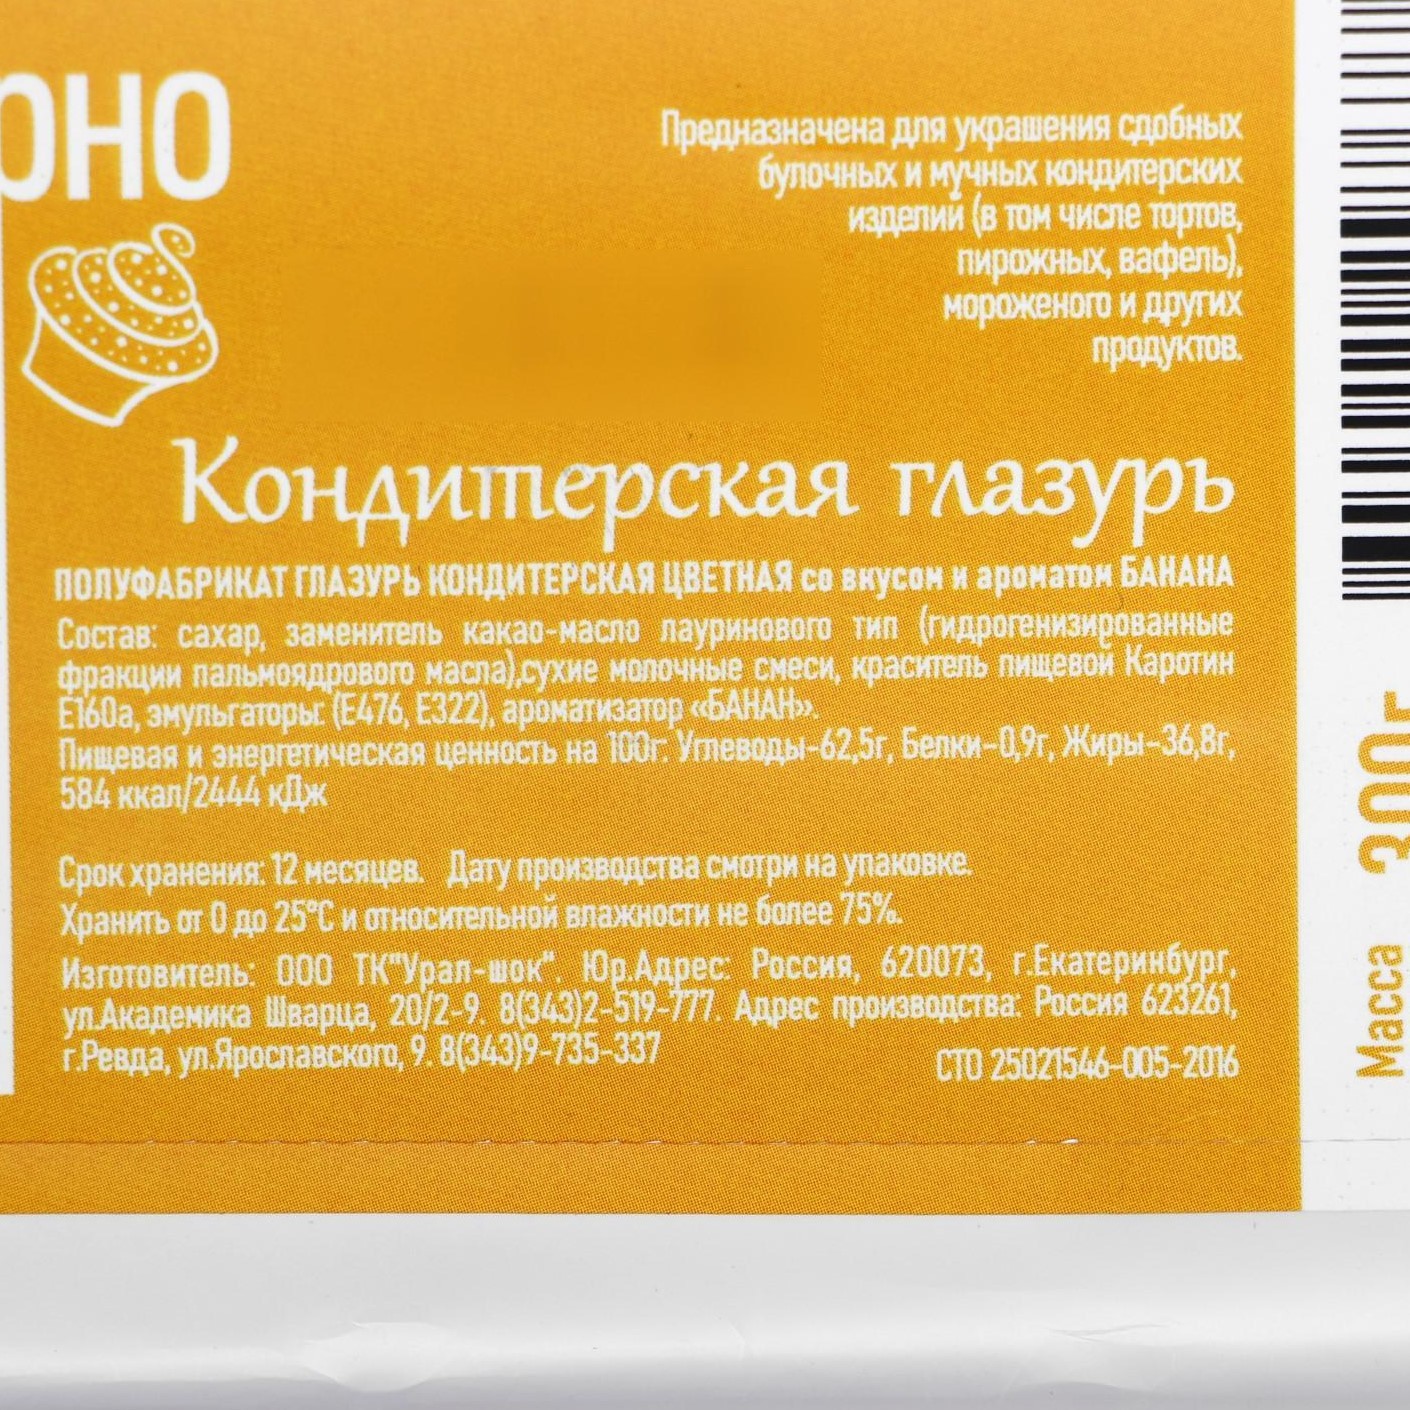 Предназначена для украшения сдобных
булочных и мучных кондитерских
изделий (в том числе тортов,
пирожных, вафель),
мороженого и других
продуктов.
Кондитерская глазурь
ПОЛУФАБРИКАТ ГЛАЗУРЬ КОНДИТЕРСКАЯ ЦВЕТНАЯ со вкусом и ароматом БАНАНА
Состав: сахар, заменитель какао-масло лауринового тип (гидрогенизированные
фракции пальмоядрового масла),сухие молочные смеси, краситель пищевой Каротин
Е160а, эмульгаторы: (Е476, Е322), ароматизатор «БАНАН».
Пищевая и энергетическая ценность на 100г: Углеводы-62,5г, Белки-0,9г, Жиры-36,8г,
584 ккал/2444 кДж
Срок хранения: 12 месяцев. Дату производства смотри на упаковке.
Хранить от 0 до 25°С и относительной влажности не более 75%.
Изготовитель: ООО ТК"Урал-шок". Юр.Адрес: Россия, 620073, г.Екатеринбург,
ул.Академика Шварца, 20/2-9. 8(343)2-519-777. Адрес производства: Россия 623261,
г.Ревда, ул.Ярославского, 9. 8(343)9-735-337
СТО 25021546-005-2016
Масса 300г